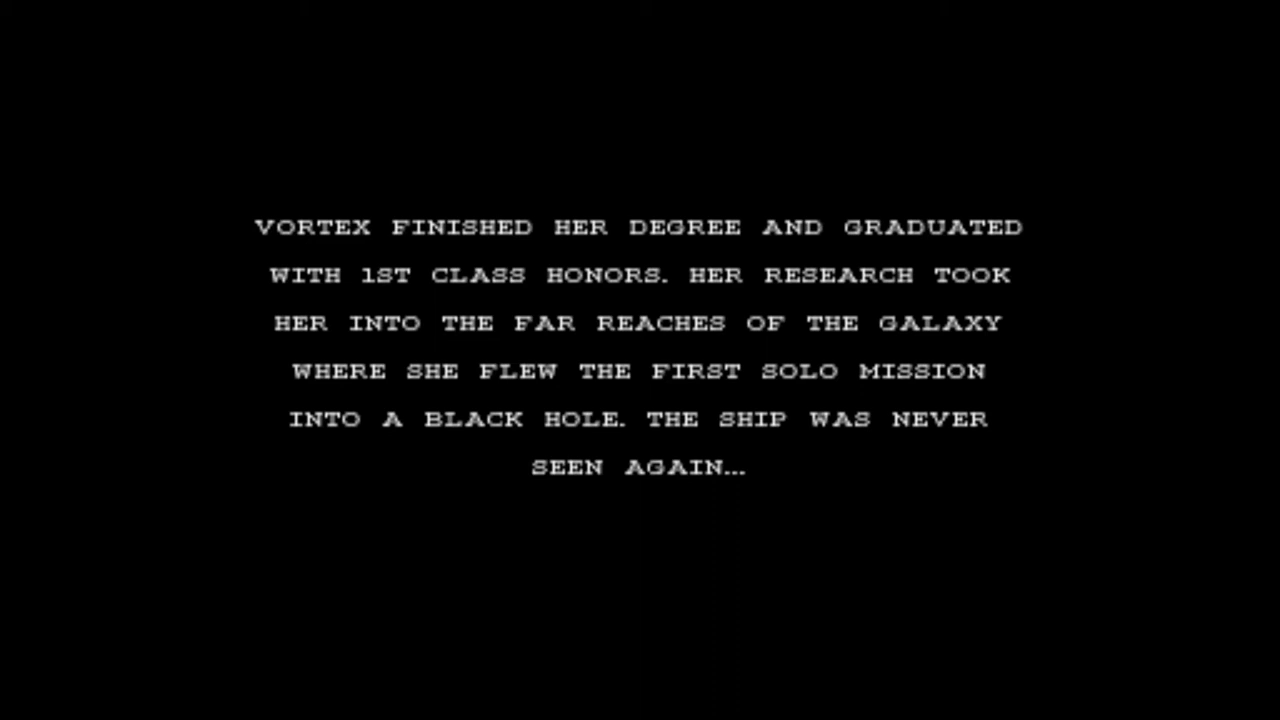 VORTEX FINISHED HER DEGREE AND GRADUATED
WITH 1ST CLASS HONORS. HER RESEARCH TOOK
HER INTO THE FAR REACHES OF THE GALAXY
WHERE SHE FLEW THE FIRST SOLO MISSION
INTO A BLACK HOLE. THE SHIP WAS NEVER
SEEN AGAIN...